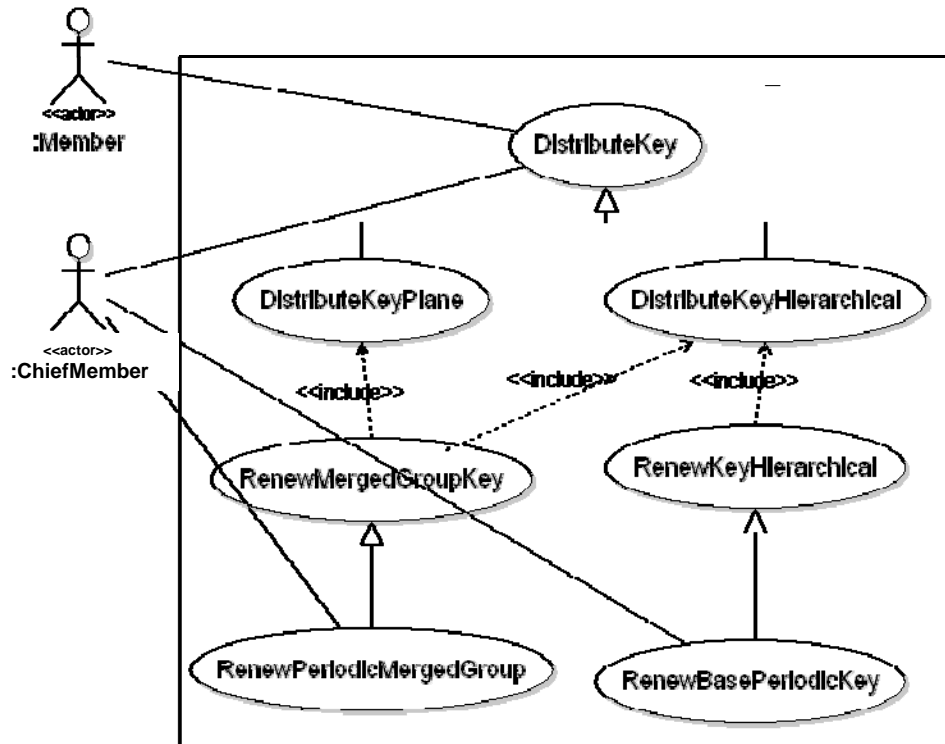 <<actor>>
:Member
DistributeKey
<<actor>>
:ChiefMember
DistributeKeyPlane
DistributeKeyHierarchical
<<include>>
<<include>>
<<include>>
RenewMergedGroupKey
RenewKeyHierarchical
RenewPeriodicMergedGroup
RenewBasePeriodicKey